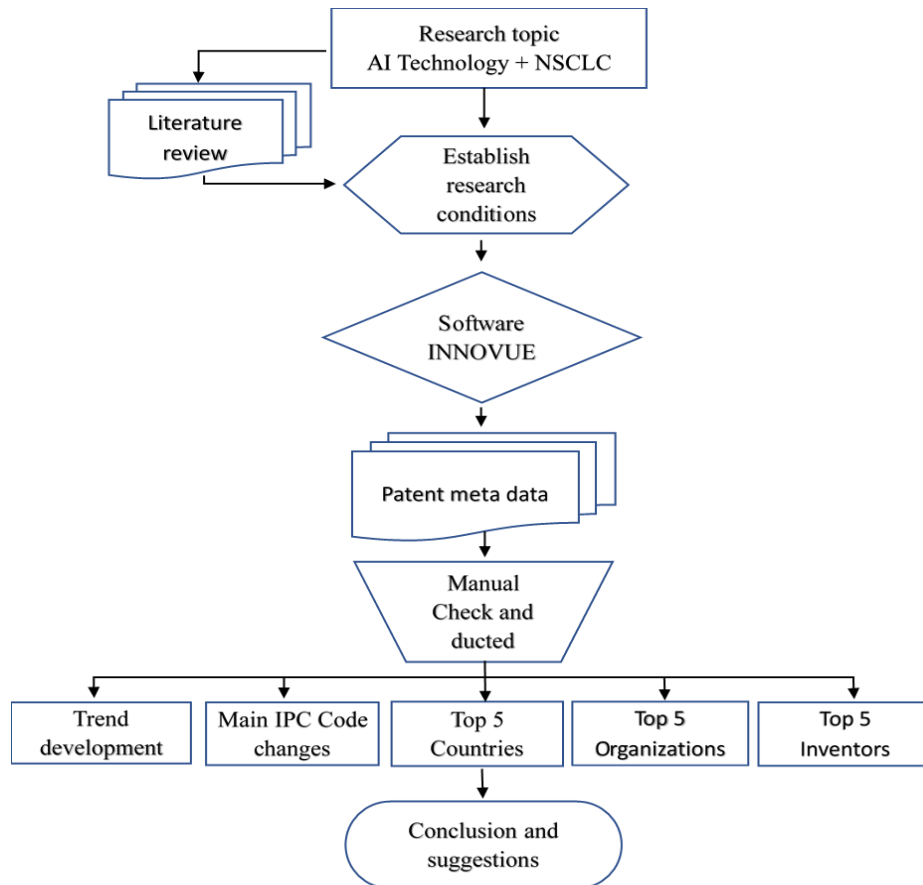 Research topic
AI Technology + NSCLC
Literature
review
Establish
research
conditions
Software
INNOVUE
Patent meta data
Manual
Check and
ducted
Trend
development
Main IPC Code
changes
Top 5
Countries
Top 5
Organizations
Top 5
Inventors
Conclusion and
suggestions